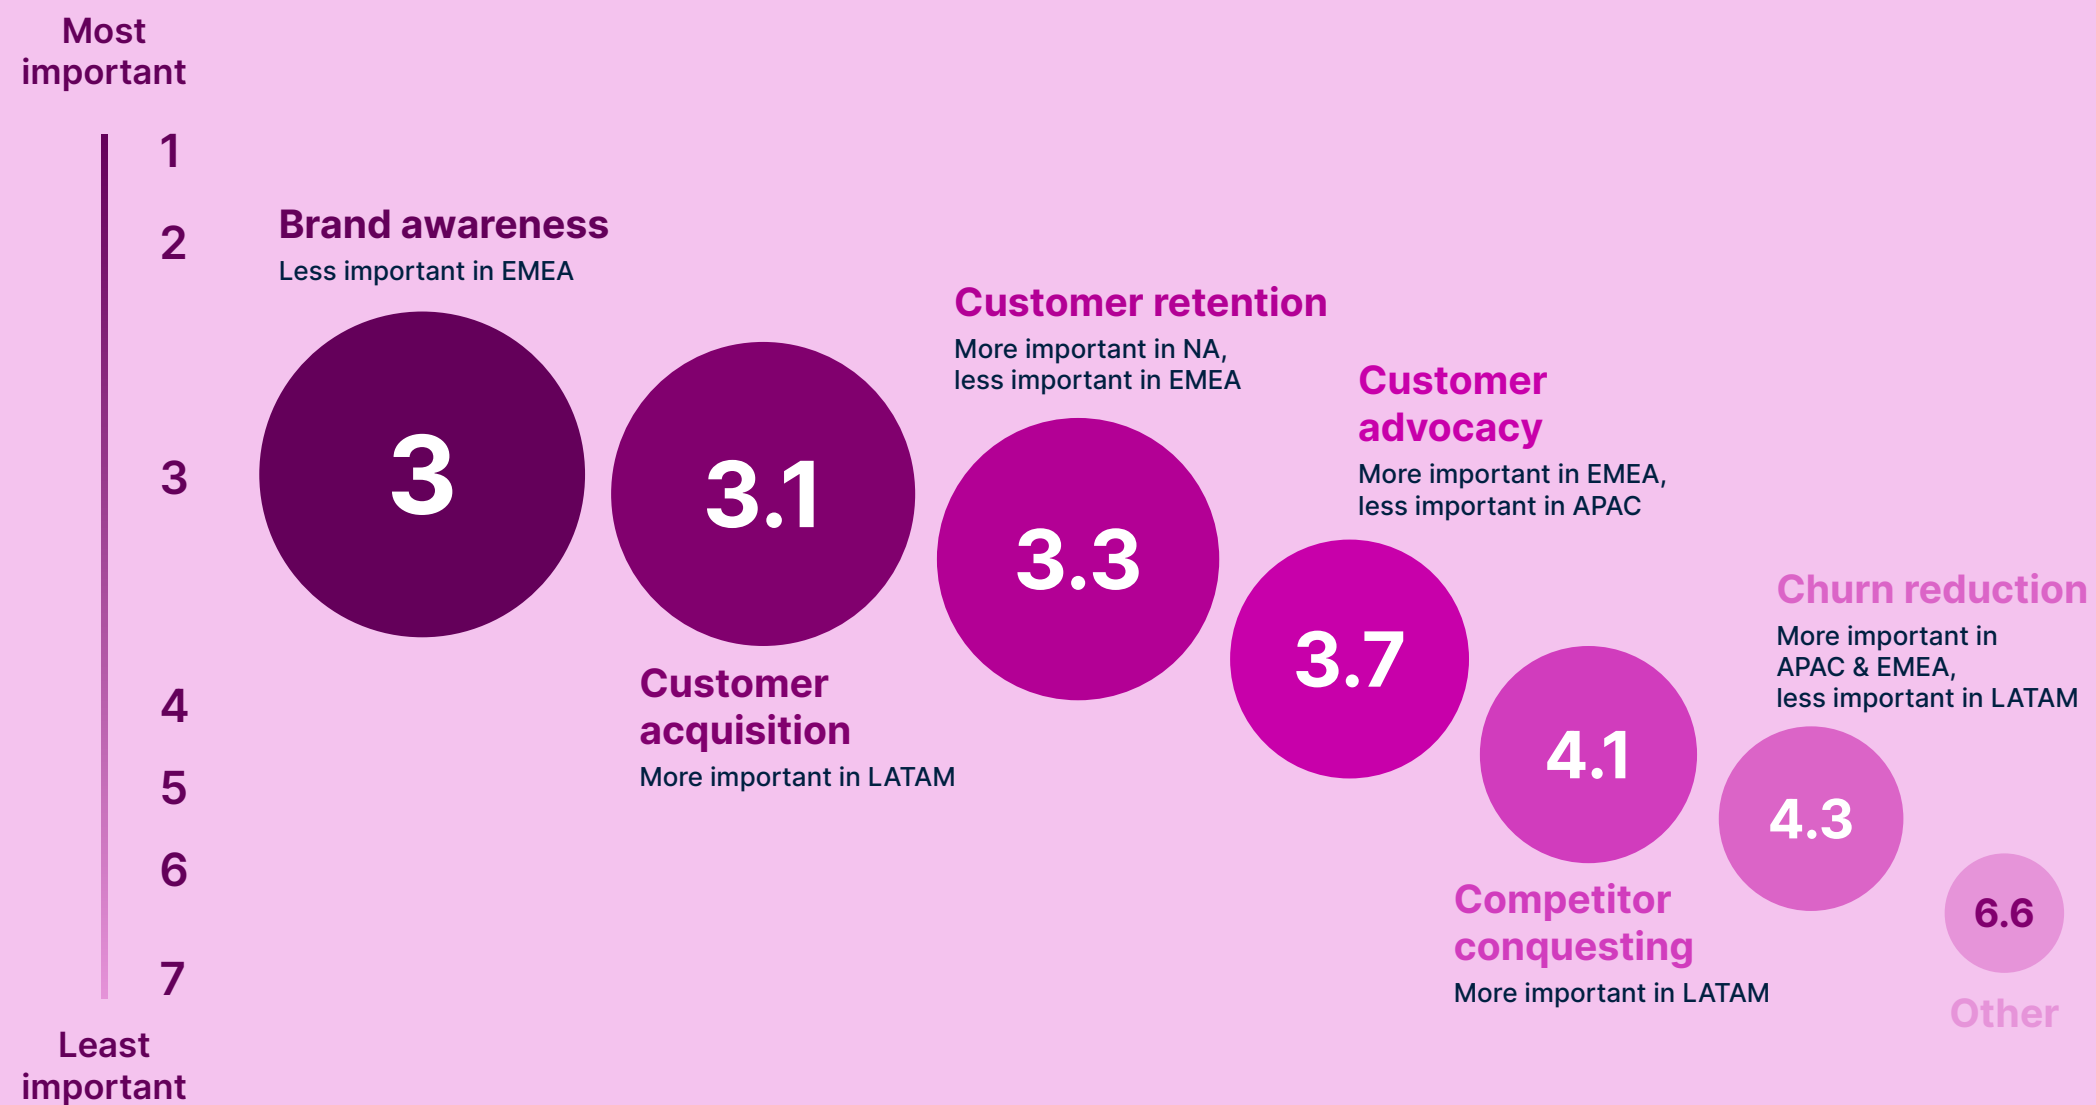 Most
important
1
2
3
4
5
6
7
Least
important
Brand awareness
Less important in EMEA
3
3.1
Customer
acquisition
More important in LATAM
Customer retention
More important in NA,
less important in EMEA
3.3
Customer
advocacy
More important in EMEA,
less important in APAC
3.7
4.1
Competitor
conquesting
More important in LATAM
Churn reduction
More important in
APAC & EMEA,
less important in LATAM
4.3
6.6
Other